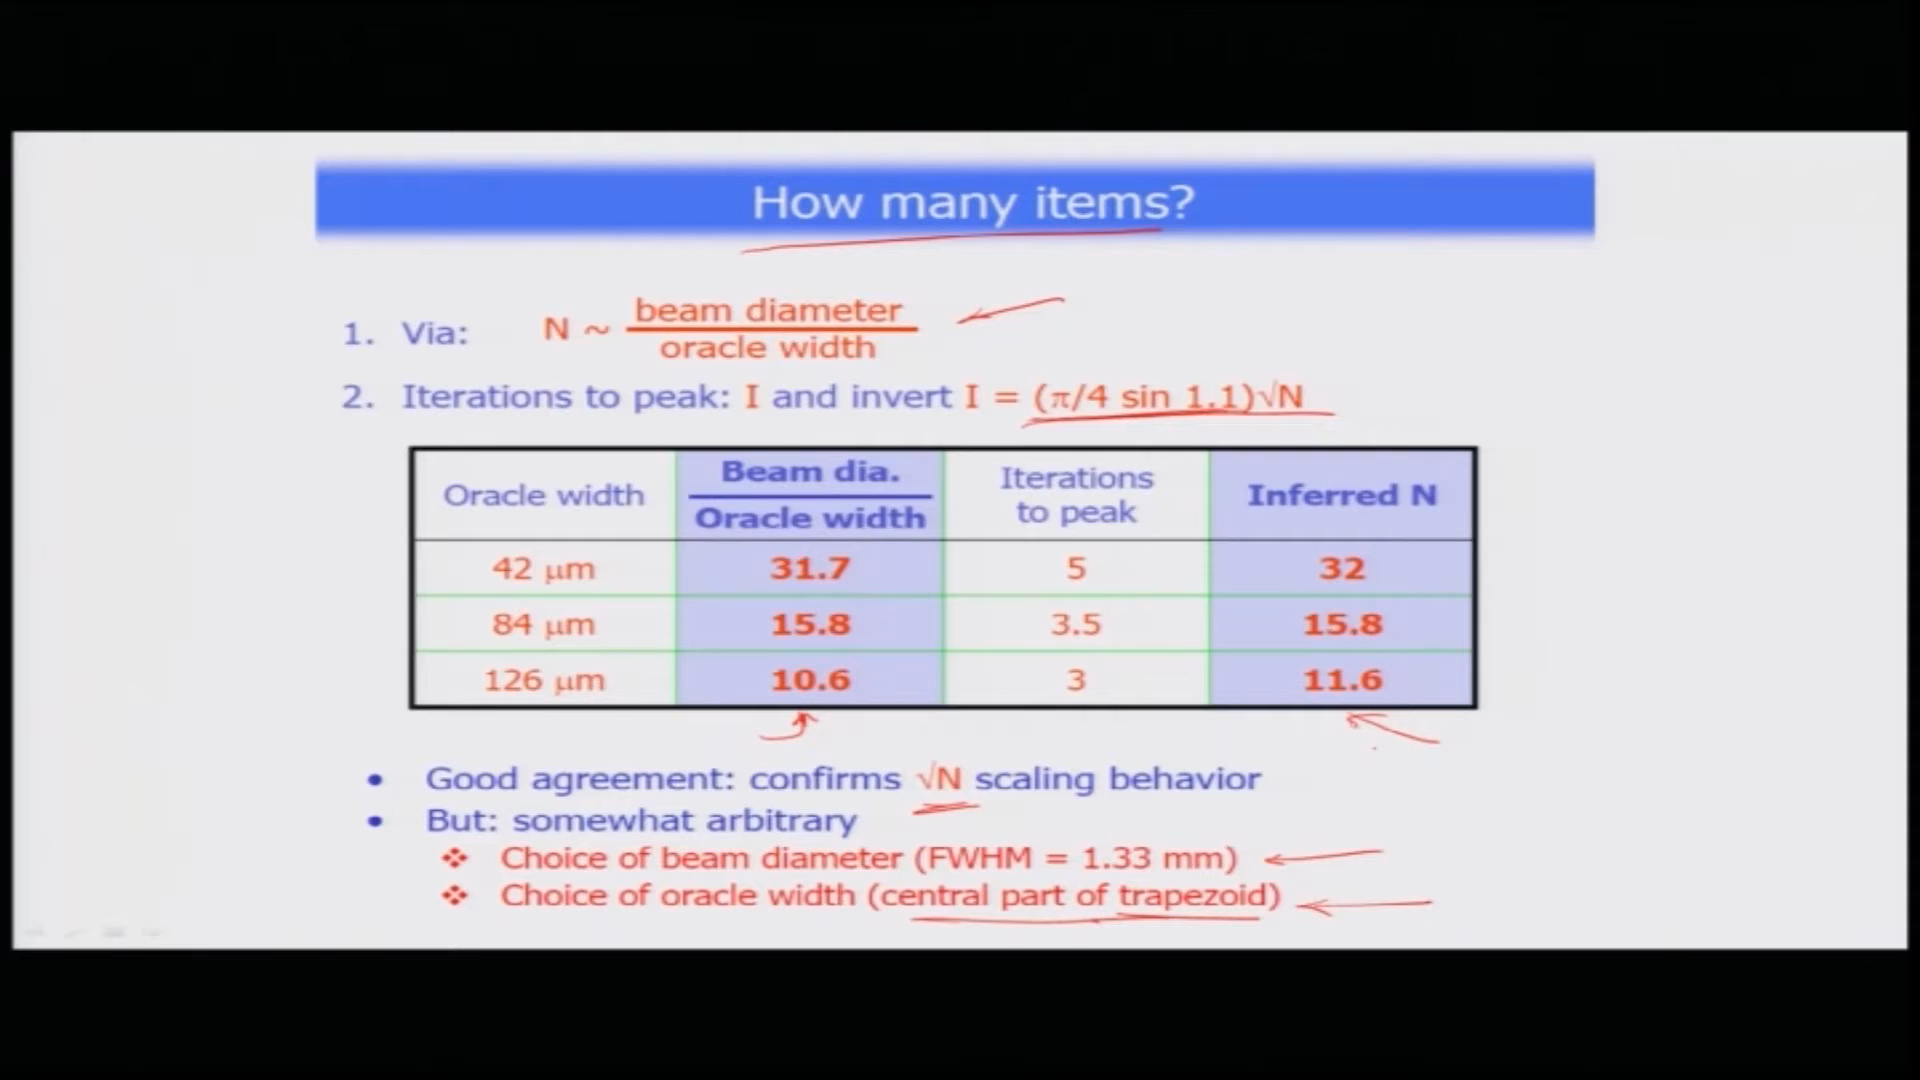 How many items?
1. Via: N ~ beam diameter
oracle width
2. Iterations to peak: I and invert I = (π/4 sin 1.1)√N
Oracle width Beam dia. Iterations Inferred N
Oracle width to peak
42 μm 31.7 5 32
84 μm 15.8 3.5 15.8
126 μm 10.6 3 11.6
• Good agreement: confirms √N scaling behavior
• But: somewhat arbitrary
❖ Choice of beam diameter (FWHM = 1.33 mm)
❖ Choice of oracle width (central part of trapezoid)